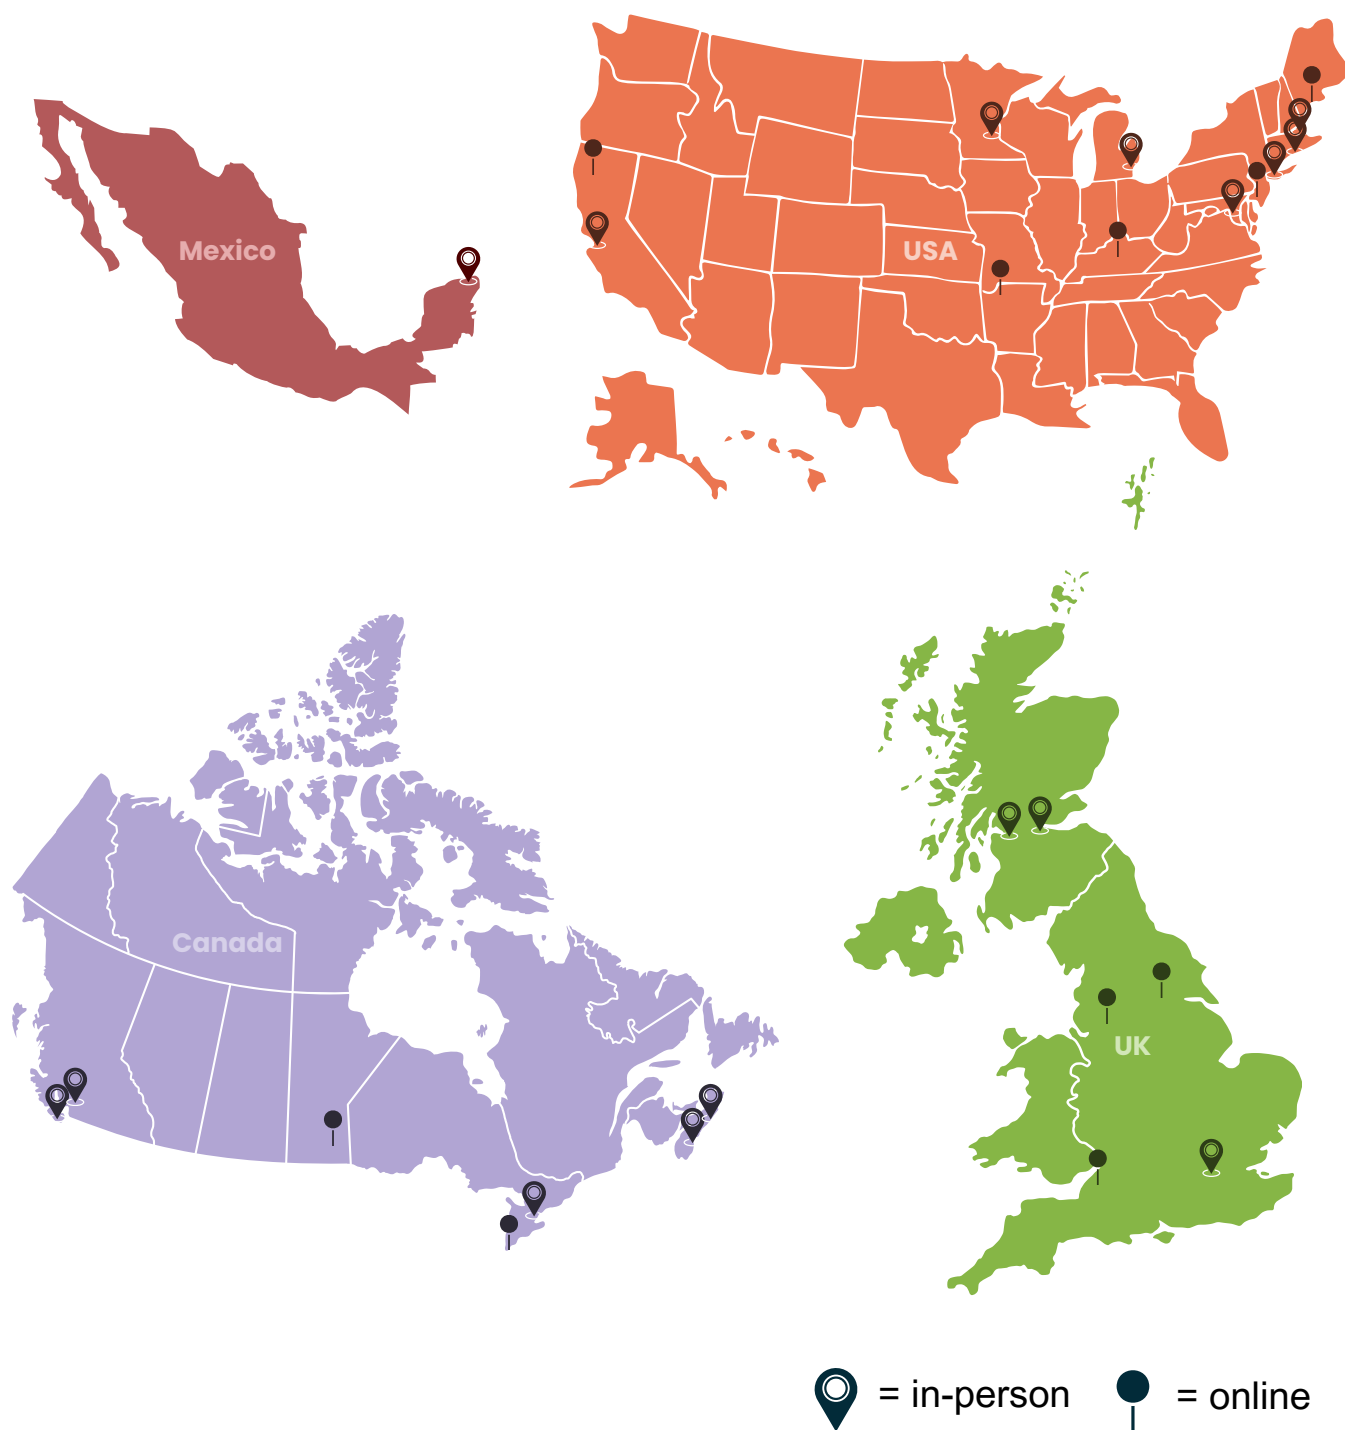 Mexico
USA
Canada
UK
= in-person
= online